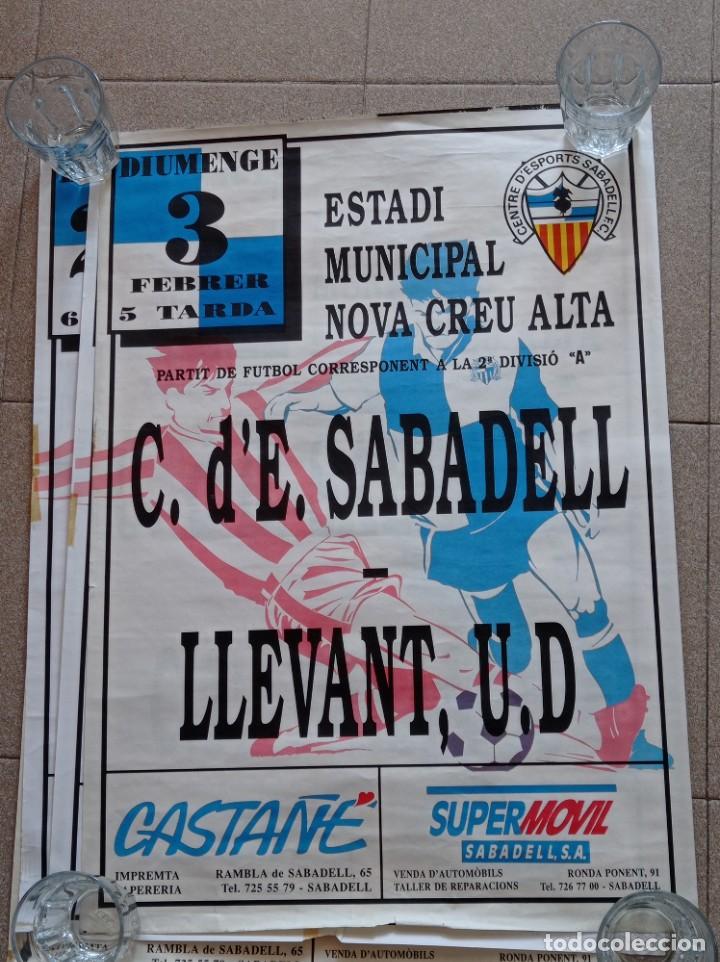 DIUMENGE
3
FEBRER
5 TARDA
6
ESTADI
MUNICIPAL
NOVA CREU ALTA
CENTRE D'ESPORTS SABADELL F.C.
PARTIT DE FUTBOL CORRESPONENT A LA 2ª DIVISIÓ "A"
C. d'E. SABADELL
-
LLEVANT, U.D
CASTAÑÉ
IMPREMTA
PAPERERIA
RAMBLA de SABADELL, 65
Tel. 725 55 79 - SABADELL
SUPERMOVIL
SABADELL, S.A.
VENDA D'AUTOMÒBILS
TALLER DE REPARACIONS
RONDA PONENT, 91
Tel. 726 77 00 - SABADELL
RAMBLA de SABADELL, 65
VENDA D'AUTOMÒBILS
RONDA PONENT, 91
todocoleccion